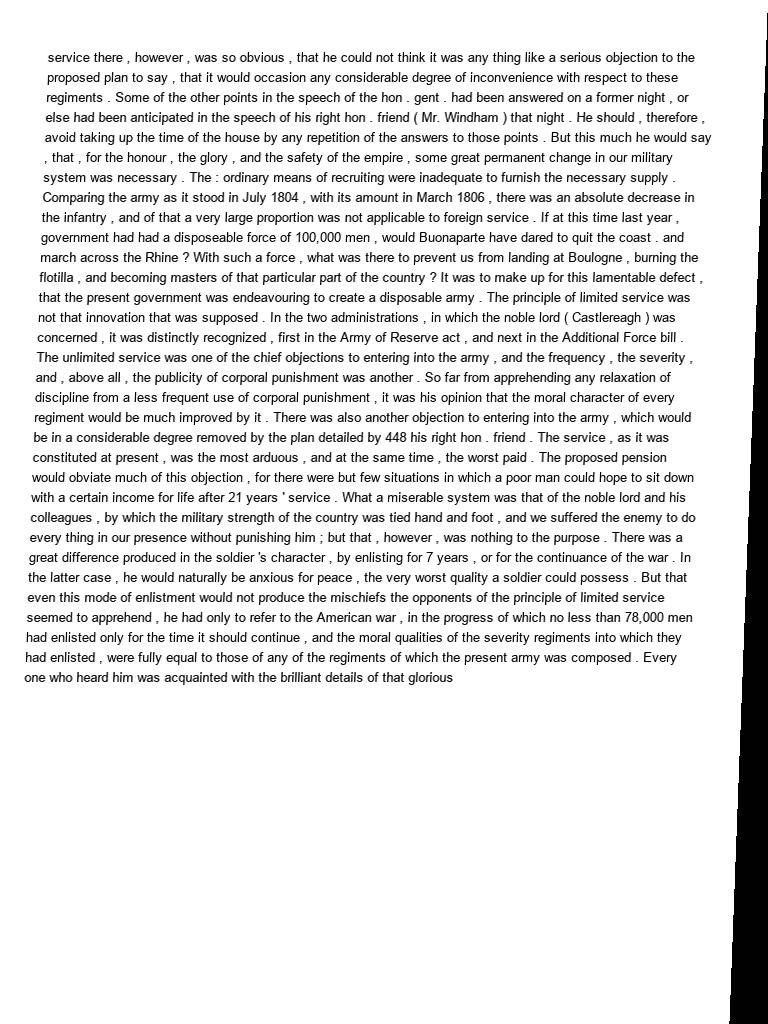 service there , however , was so obvious , that he could not think it was any thing like a serious objection to the
proposed plan to say , that it would occasion any considerable degree of inconvenience with respect to these
regiments . Some of the other points in the speech of the hon . gent . had been answered on a former night , or
else had been anticipated in the speech of his right hon . friend ( Mr. Windham ) that night . He should , therefore ,
avoid taking up the time of the house by any repetition of the answers to those points . But this much he would say
, that , for the honour , the glory , and the safety of the empire , some great permanent change in our military
system was necessary . The : ordinary means of recruiting were inadequate to furnish the necessary supply .
Comparing the army as it stood in July 1804 , with its amount in March 1806 , there was an absolute decrease in
the infantry , and of that a very large proportion was not applicable to foreign service . If at this time last year ,
government had had a disposeable force of 100,000 men , would Buonaparte have dared to quit the coast . and
march across the Rhine ? With such a force , what was there to prevent us from landing at Boulogne , burning the
flotilla , and becoming masters of that particular part of the country ? It was to make up for this lamentable defect ,
that the present government was endeavouring to create a disposable army . The principle of limited service was
not that innovation that was supposed . In the two administrations , in which the noble lord ( Castlereagh ) was
concerned , it was distinctly recognized , first in the Army of Reserve act , and next in the Additional Force bill .
The unlimited service was one of the chief objections to entering into the army , and the frequency , the severity ,
and , above all , the publicity of corporal punishment was another . So far from apprehending any relaxation of
discipline from a less frequent use of corporal punishment , it was his opinion that the moral character of every
regiment would be much improved by it . There was also another objection to entering into the army , which would
be in a considerable degree removed by the plan detailed by 448 his right hon . friend . The service , as it was
constituted at present , was the most arduous , and at the same time , the worst paid . The proposed pension
would obviate much of this objection , for there were but few situations in which a poor man could hope to sit down
with a certain income for life after 21 years ' service . What a miserable system was that of the noble lord and his
colleagues , by which the military strength of the country was tied hand and foot , and we suffered the enemy to do
every thing in our presence without punishing him ; but that , however , was nothing to the purpose . There was a
great difference produced in the soldier 's character , by enlisting for 7 years , or for the continuance of the war . In
the latter case , he would naturally be anxious for peace , the very worst quality a soldier could possess . But that
even this mode of enlistment would not produce the mischiefs the opponents of the principle of limited service
seemed to apprehend , he had only to refer to the American war , in the progress of which no less than 78,000 men
had enlisted only for the time it should continue , and the moral qualities of the severity regiments into which they
had enlisted , were fully equal to those of any of the regiments of which the present army was composed . Every
one who heard him was acquainted with the brilliant details of that glorious